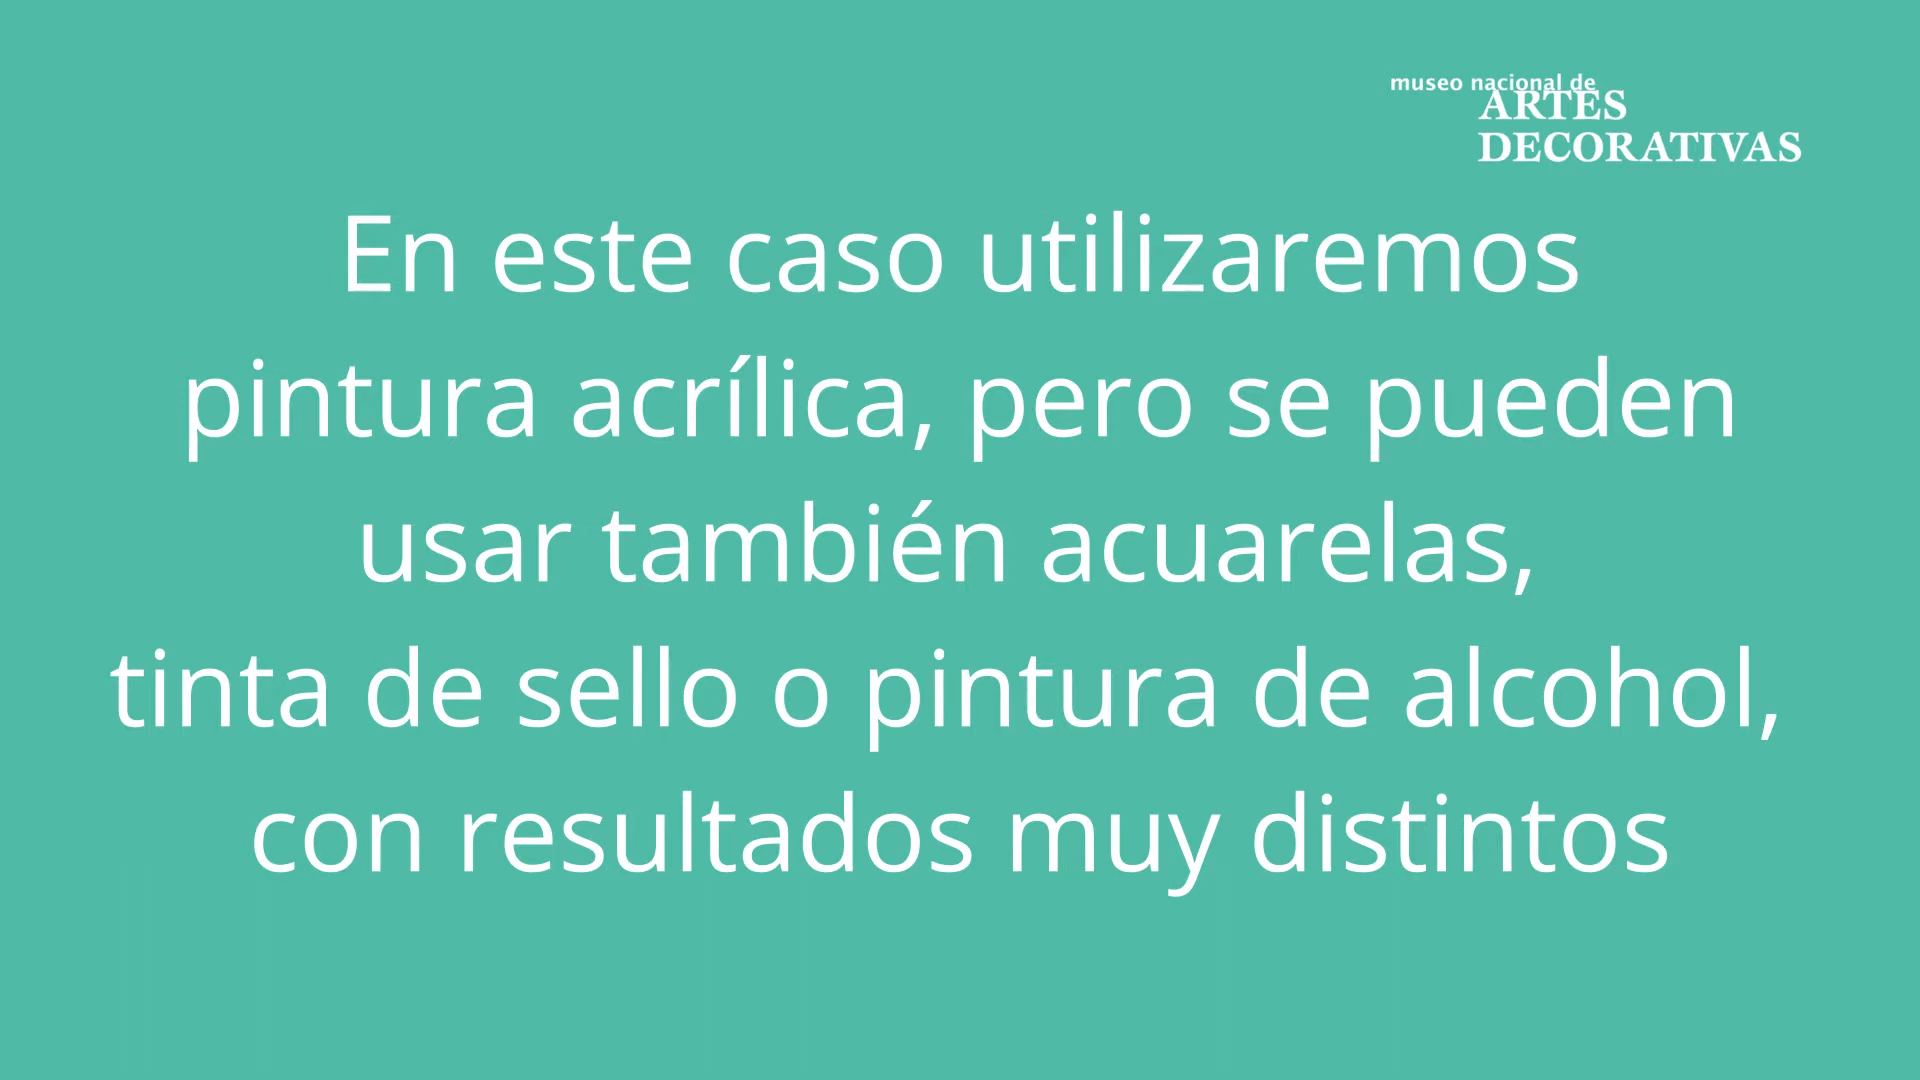 museo nacional de
ARTES
DECORATIVAS
En este caso utilizaremos
pintura acrílica, pero se pueden
usar también acuarelas,
tinta de sello o pintura de alcohol,
con resultados muy distintos